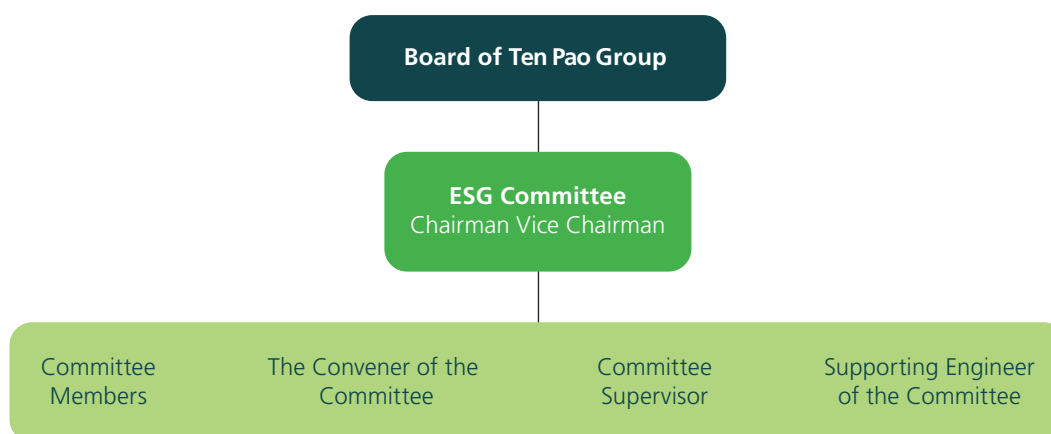 Board of Ten Pao Group
ESG Committee
Chairman Vice Chairman
Committee
Members
The Convener of the
Committee
Committee
Supervisor
Supporting Engineer
of the Committee